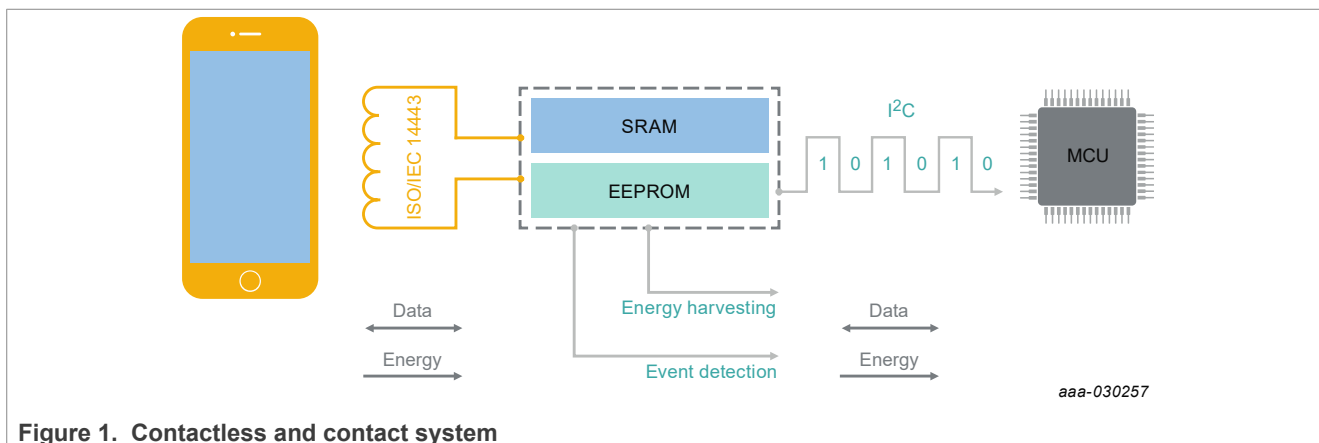 ISO/IEC 14443
SRAM
EEPROM
I²C
1 0 1 0 1 0
MCU
Energy harvesting
Event detection
Data
Energy
Data
Energy
aaa-030257
Figure 1. Contactless and contact system